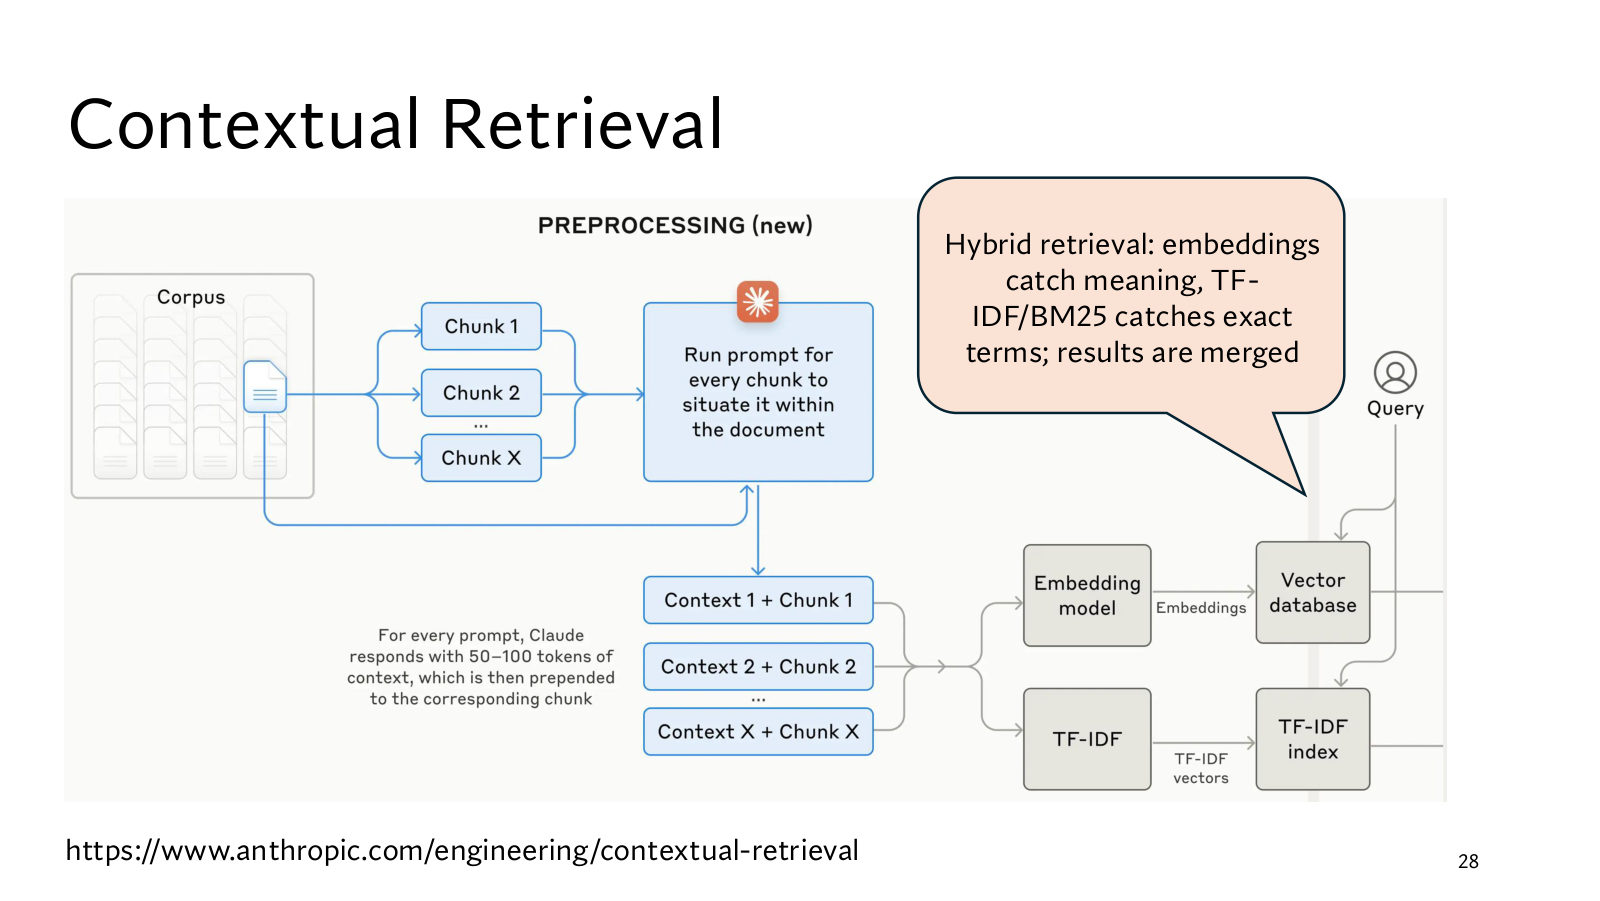 Contextual Retrieval
PREPROCESSING (new)
Hybrid retrieval: embeddings
catch meaning, TF-
IDF/BM25 catches exact
terms; results are merged
Corpus
Chunk 1
Chunk 2
...
Chunk X
Run prompt for
every chunk to
situate it within
the document
Query
For every prompt, Claude
responds with 50–100 tokens of
context, which is then prepended
to the corresponding chunk
Context 1 + Chunk 1
Context 2 + Chunk 2
...
Context X + Chunk X
Embedding
model
Embeddings
Vector
database
TF-IDF
TF-IDF
vectors
TF-IDF
index
https://www.anthropic.com/engineering/contextual-retrieval
28